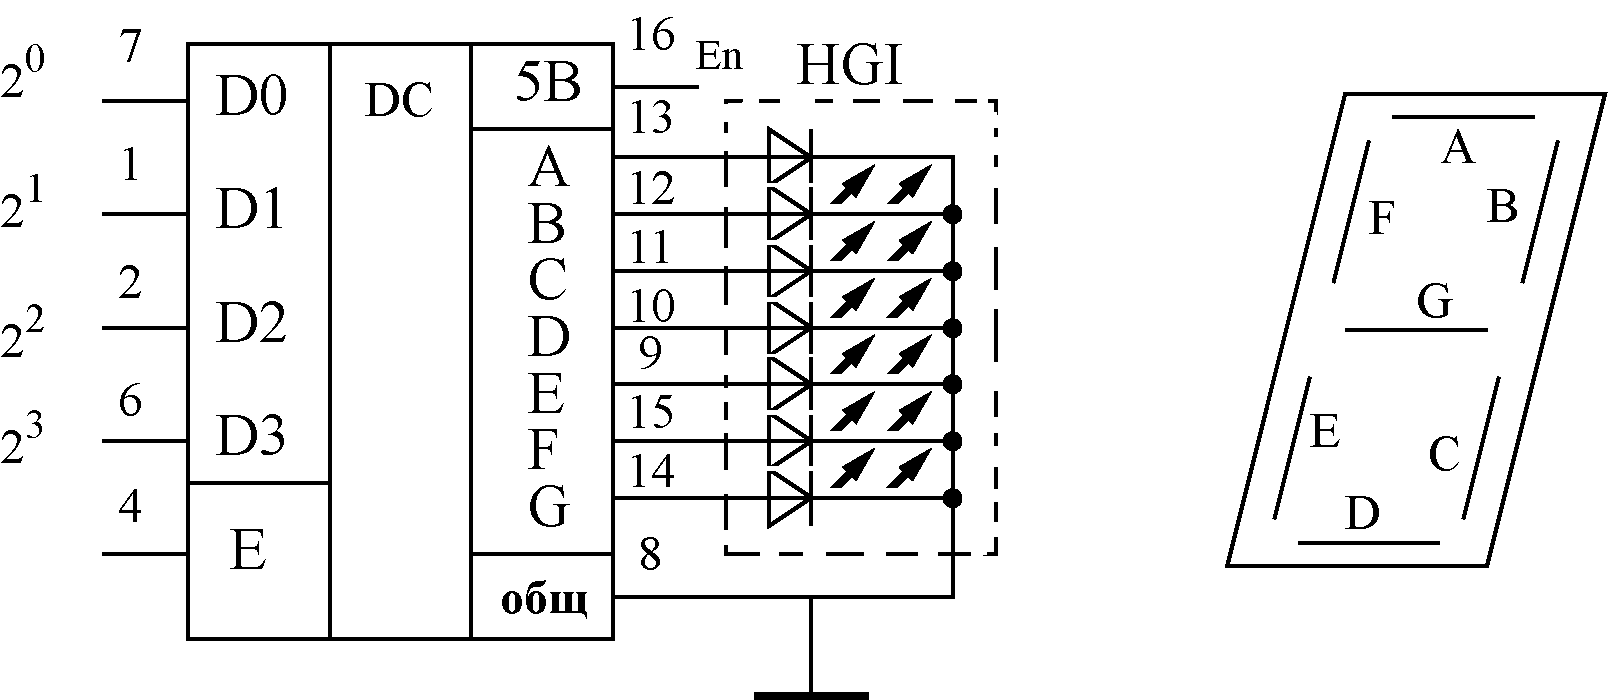 7 16 En HGI
2⁰ D0 DC 5В
13
1 A A
2¹ D1 12 B F B
11
2 C G
2² D2 10 D
9
6 E E
2³ D3 15 F C
14
4 G D
E 8
общ